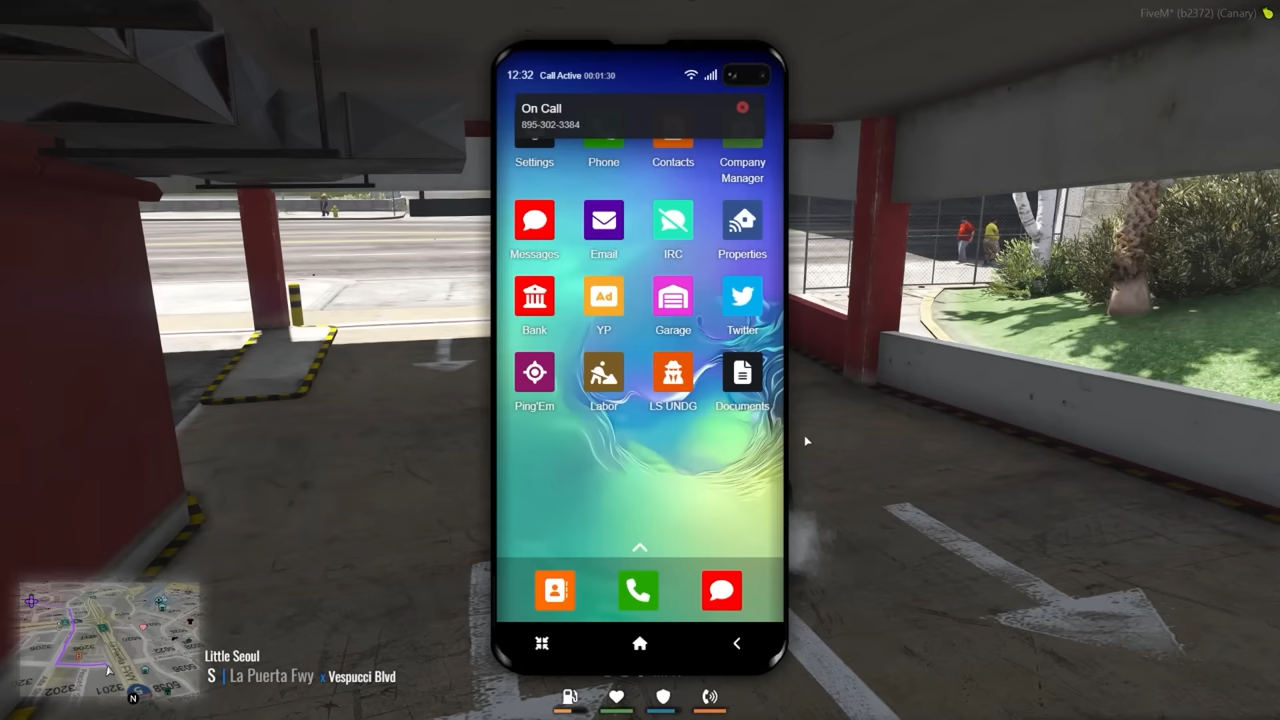 FiveM* (b2372) (Canary)
12:32 Call Active 00:01:30
On Call
895-302-3384
Settings Phone Contacts Company
Manager
Messages Email IRC Properties
Ad
Bank YP Garage Twitter
Ping'Em Labor LS UNDG Documents
Little Seoul
S | La Puerta Fwy x Vespucci Blvd
N
3202
3201